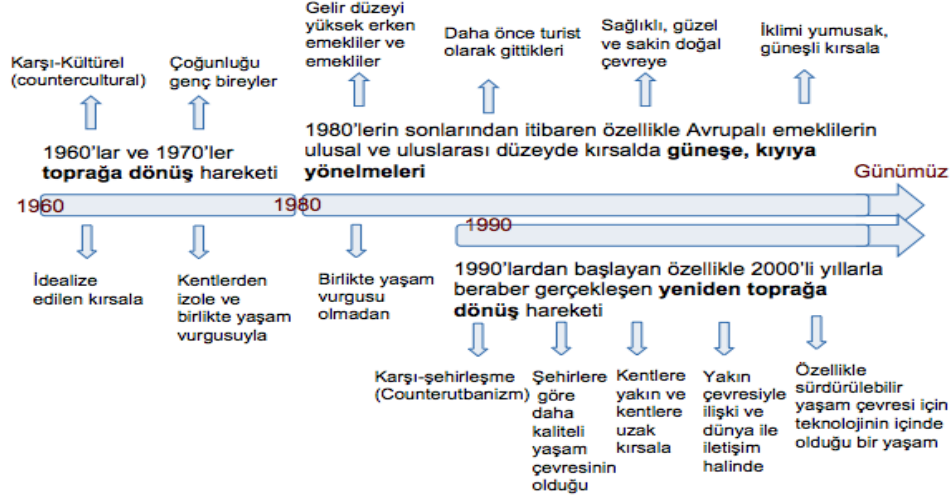 Karşı-Kültürel
(countercultural)
Çoğunluğu
genç bireyler
Gelir düzeyi
yüksek erken
emekliler ve
emekliler
Daha önce turist
olarak gittikleri
Sağlıklı, güzel
ve sakin doğal
çevreye
İklimi yumusak,
güneşli kırsala
1960'lar ve 1970'ler
toprağa dönüş hareketi
1980'lerin sonlarından itibaren özellikle Avrupalı emeklilerin
ulusal ve uluslarası düzeyde kırsalda güneşe, kıyıya
yönelmeleri
Günümüz
1960
1980
1990
İdealize
edilen kırsala
Kentlerden
izole ve
birlikte yaşam
vurgusuyla
Birlikte yaşam
vurgusu
olmadan
1990'lardan başlayan özellikle 2000'li yıllarla
beraber gerçekleşen yeniden toprağa
dönüş hareketi
Karşı-şehirleşme
(Counterutbanizm)
Şehirlere
göre
daha
kaliteli
yaşam
çevresinin
olduğu
Kentlere
yakın ve
kentlere
uzak
kırsala
Yakın
çevresiyle
ilişki ve
dünya ile
iletişim
halinde
Özellikle
sürdürülebilir
yaşam çevresi için
teknolojinin içinde
olduğu bir yaşam